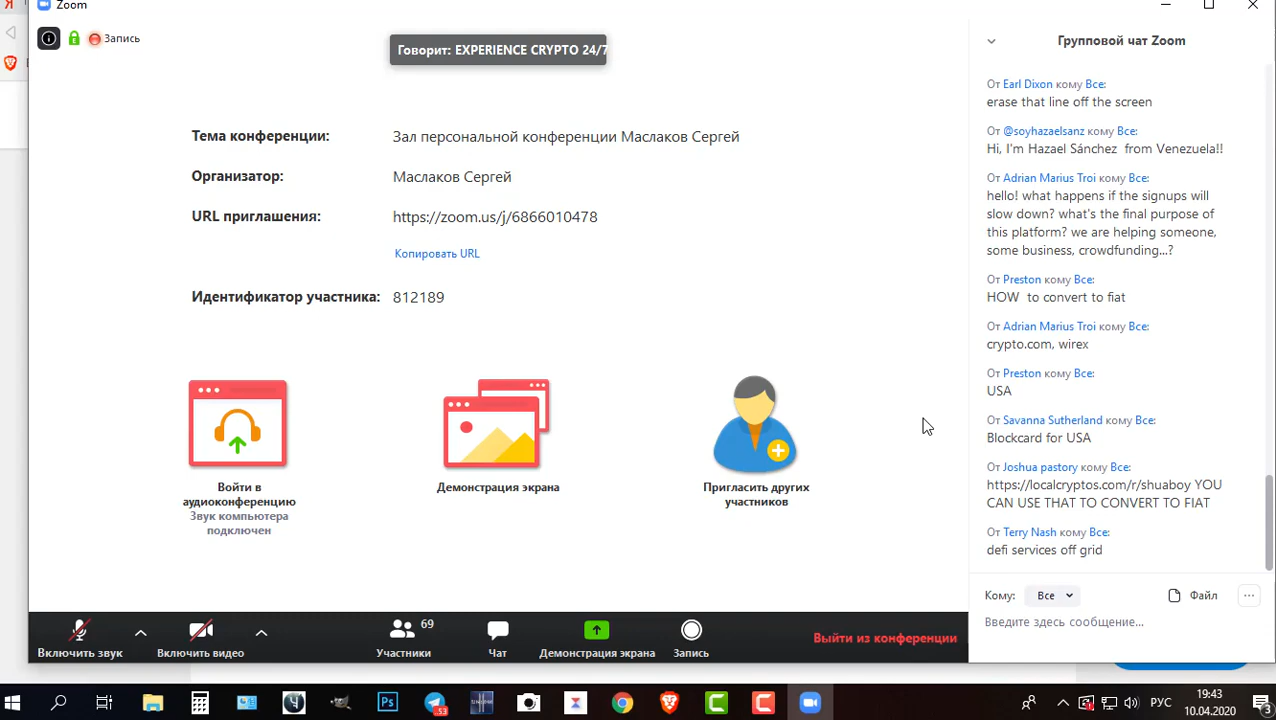 Zoom
Запись
Говорит: EXPERIENCE CRYPTO 24/7
Тема конференции:
Зал персональной конференции Маслаков Сергей
Организатор:
Маслаков Сергей
URL приглашения:
https://zoom.us/j/6866010478
Копировать URL
Идентификатор участника:
812189
Войти в
аудиоконференцию
Звук компьютера
подключен
Демонстрация экрана
Пригласить других
участников
Включить звук
Включить видео
69
Участники
Чат
Демонстрация экрана
Запись
Выйти из конференции
Групповой чат Zoom
От Earl Dixon кому Все:
erase that line off the screen
От @soyhazaelsanz кому Все:
Hi, I'm Hazael Sánchez from Venezuela!!
От Adrian Marius Troi кому Все:
hello! what happens if the signups will
slow down? what's the final purpose of
this platform? we are helping someone,
some business, crowdfunding...?
От Preston кому Все:
HOW to convert to fiat
От Adrian Marius Troi кому Все:
crypto.com, wirex
От Preston кому Все:
USA
От Savanna Sutherland кому Все:
Blockcard for USA
От Joshua pastory кому Все:
https://localcryptos.com/r/shuaboy YOU
CAN USE THAT TO CONVERT TO FIAT
От Terry Nash кому Все:
defi services off grid
Кому: Все
Файл
Введите здесь сообщение...
Ps
53
РУС
19:43
10.04.2020
3